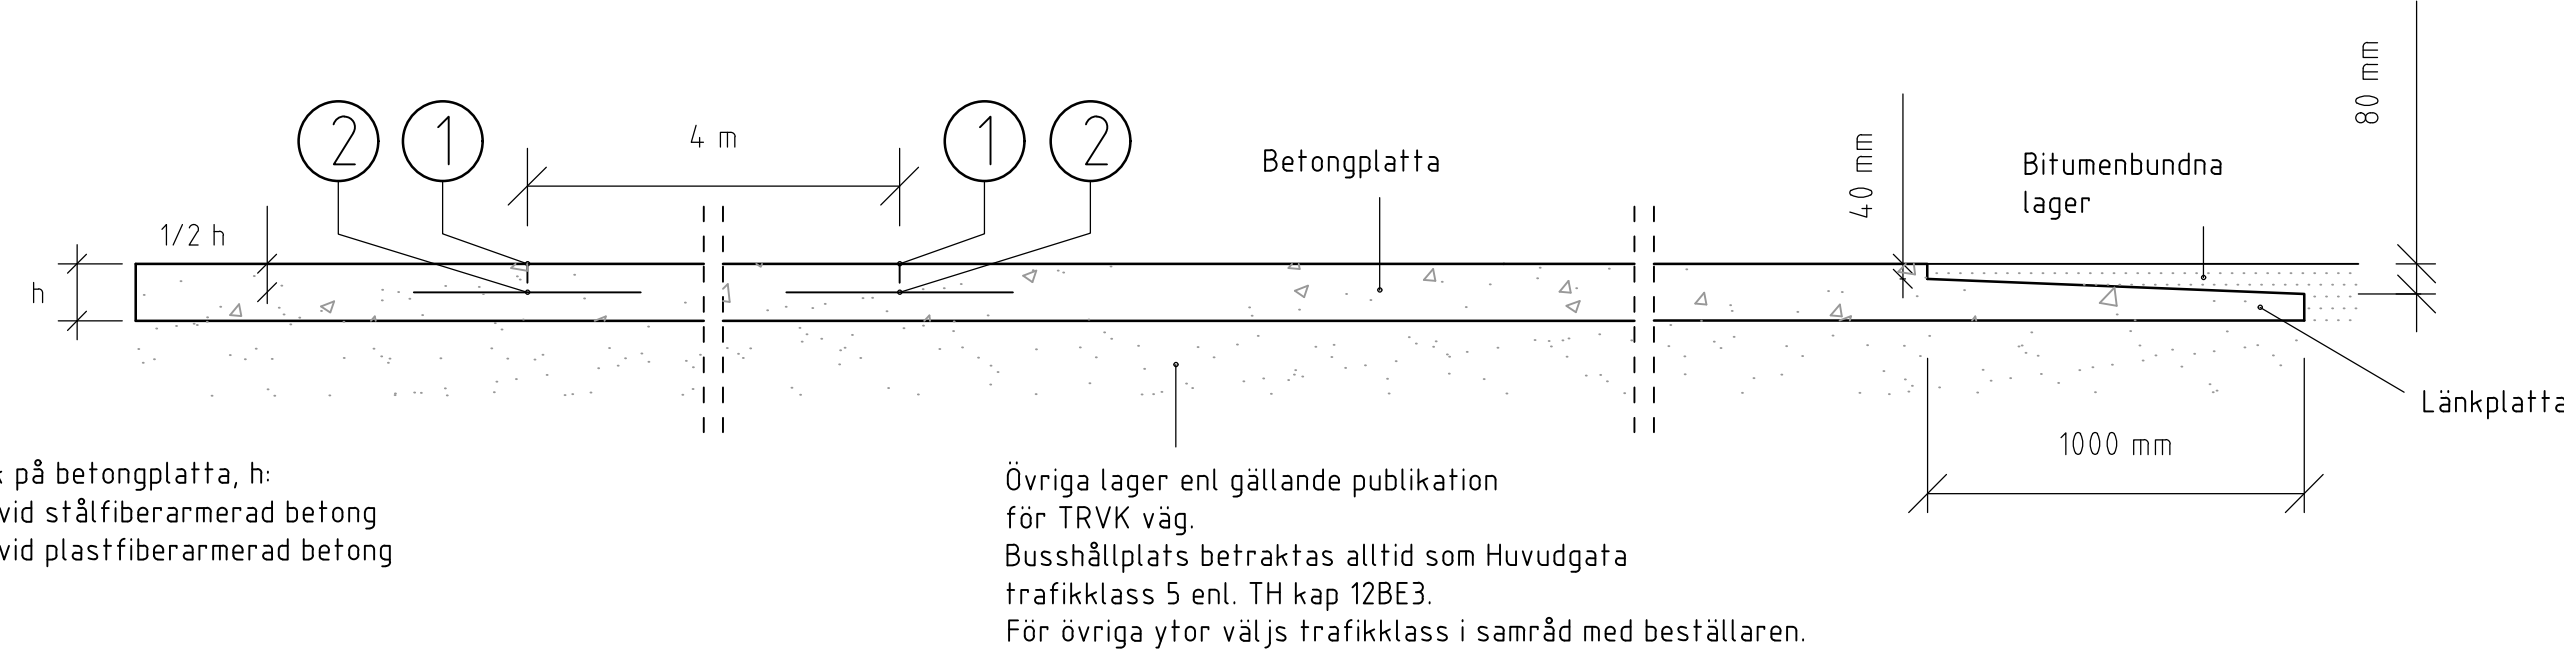 80 mm
2
1
4 m
1
2
40 mm
Betongplatta
Bitumenbundna
lager
1/2 h
h
Länkplatta
1000 mm
på betongplatta, h:
vid stålfiberarmerad betong
vid plastfiberarmerad betong
Övriga lager enl gällande publikation
för TRVK väg.
Busshållplats betraktas alltid som Huvudgata
trafikklass 5 enl. TH kap 12BE3.
För övriga ytor väljs trafikklass i samråd med beställaren.